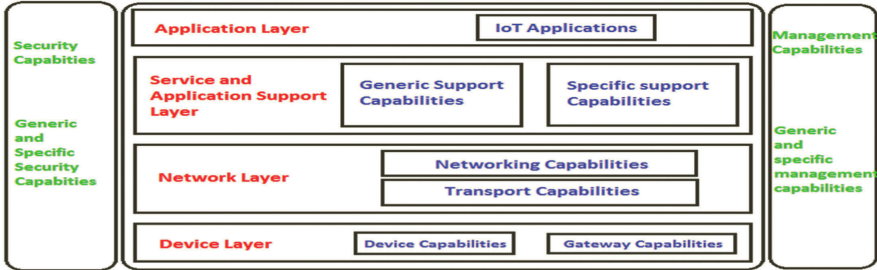 Security
Capabities
Generic
and
Specific
Security
Capabities
Application Layer
IoT Applications
Service and
Application Support
Layer
Generic Support
Capabilities
Specific support
Capabilities
Network Layer
Networking Capabilities
Transport Capabilities
Device Layer
Device Capabilities
Gateway Capabilities
Management
Capabilities
Generic
and
specific
management
capabilities